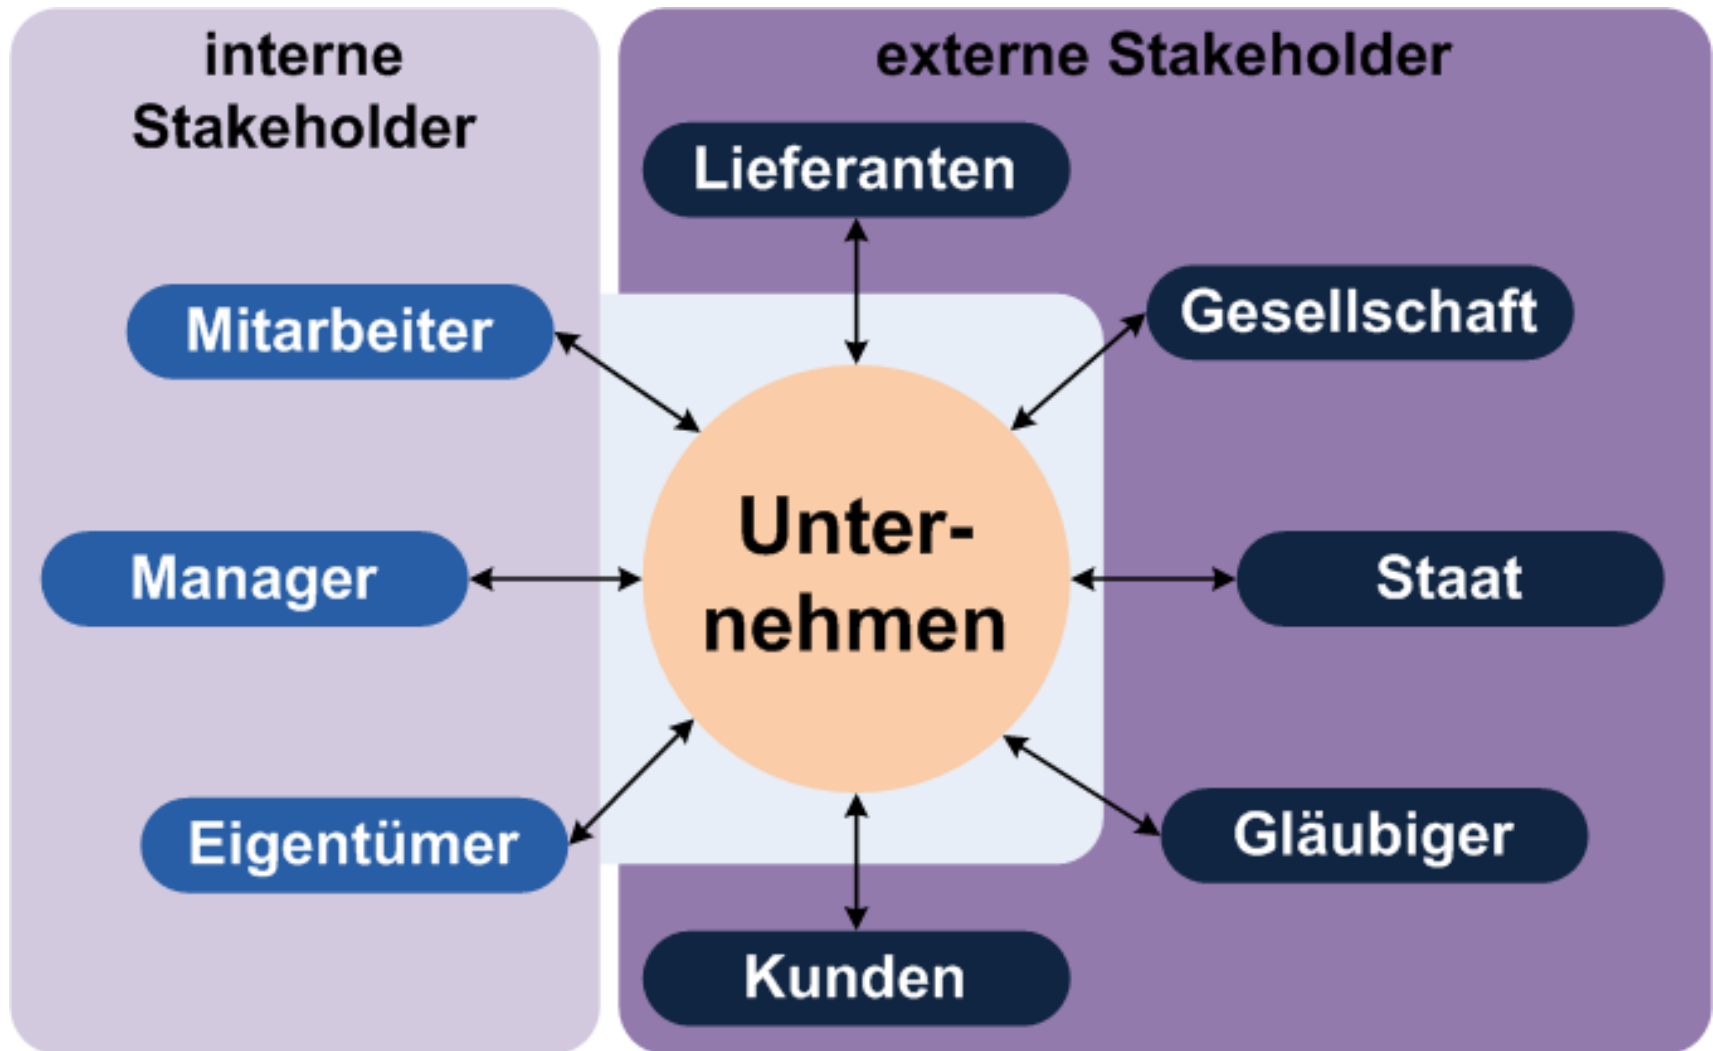 interne
Stakeholder
externe Stakeholder
Lieferanten
Mitarbeiter
Gesellschaft
Unter-
nehmen
Manager
Staat
Eigentümer
Gläubiger
Kunden